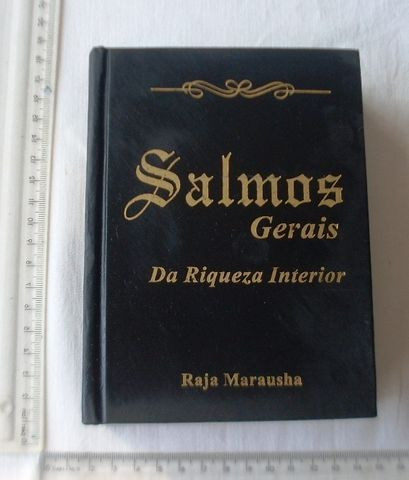 Salmos
Gerais
Da Riqueza Interior
Raja Marausha